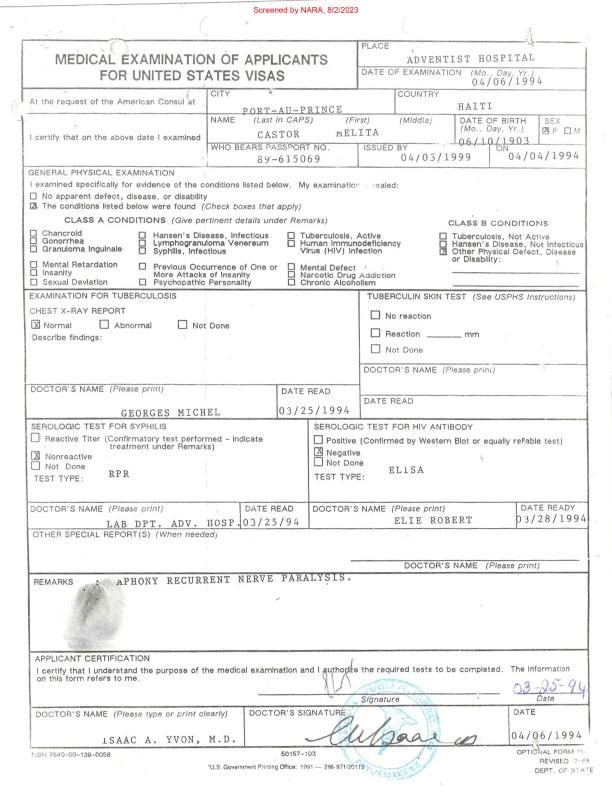 Screened by NARA, 8/2/2023
MEDICAL EXAMINATION OF APPLICANTS
FOR UNITED STATES VISAS
PLACE
ADVENTIST HOSPITAL
DATE OF EXAMINATION (Mo., Day, Yr.)
04/06/1994
At the request of the American Consul at
CITY
PORT-AU-PRINCE
COUNTRY
HAITI
I certify that on the above date I examined
NAME (Last in CAPS) (First) (Middle)
CASTOR mELITA
DATE OF BIRTH
(Mo., Day, Yr.)
06/10/1903
SEX
☒ F ☐ M
WHO BEARS PASSPORT NO.
89-615069
ISSUED BY
04/03/1999
ON
04/04/1994
GENERAL PHYSICAL EXAMINATION
I examined specifically for evidence of the conditions listed below. My examination revealed:
☐ No apparent defect, disease, or disability
☒ The conditions listed below were found (Check boxes that apply)
CLASS A CONDITIONS (Give pertinent details under Remarks)
☐ Chancroid
☐ Gonorrhea
☐ Granuloma Inguinale
☐ Hansen's Disease, Infectious
☐ Lymphogranuloma Venereum
☐ Syphilis, Infectious
☐ Tuberculosis, Active
☐ Human Immunodeficiency
Virus (HIV) Infection
☐ Mental Retardation
☐ Insanity
☐ Sexual Deviation
☐ Previous Occurrence of One or
More Attacks of Insanity
☐ Psychopathic Personality
☐ Mental Defect
☐ Narcotic Drug Addiction
☐ Chronic Alcoholism
CLASS B CONDITIONS
☐ Tuberculosis, Not Active
☐ Hansen's Disease, Not Infectious
☒ Other Physical Defect, Disease
or Disability:
EXAMINATION FOR TUBERCULOSIS
CHEST X-RAY REPORT
☒ Normal ☐ Abnormal ☐ Not Done
Describe findings:
DOCTOR'S NAME (Please print)
GEORGES MICHEL
DATE READ
03/25/1994
TUBERCULIN SKIN TEST (See USPHS Instructions)
☐ No reaction
☐ Reaction ______ mm
☐ Not Done
DOCTOR'S NAME (Please print)
DATE READ
SEROLOGIC TEST FOR SYPHILIS
☐ Reactive Titer (Confirmatory test performed - Indicate
treatment under Remarks)
☒ Nonreactive
☐ Not Done
TEST TYPE: RPR
DOCTOR'S NAME (Please print)
LAB DPT. ADV. HOSP.
DATE READ
03/25/94
SEROLOGIC TEST FOR HIV ANTIBODY
☐ Positive (Confirmed by Western Blot or equally reliable test)
☒ Negative
☐ Not Done
TEST TYPE: ELISA
DOCTOR'S NAME (Please print)
ELIE ROBERT
DATE READY
03/28/1994
OTHER SPECIAL REPORT(S) (When needed)
DOCTOR'S NAME (Please print)
REMARKS : APHONY RECURRENT NERVE PARALYSIS.
APPLICANT CERTIFICATION
I certify that I understand the purpose of the medical examination and I authorize the required tests to be completed. The information
on this form refers to me.
03-25-94
Signature
Date
DOCTOR'S NAME (Please type or print clearly)
ISAAC A. YVON, M.D.
DOCTOR'S SIGNATURE
DATE
04/06/1994
NSN 7540-00-139-0058
50157-103
OPTIONAL FORM
REVISED 2-88
DEPT. OF STATE
*U.S. Government Printing Office: 1991 — 286-971/20115